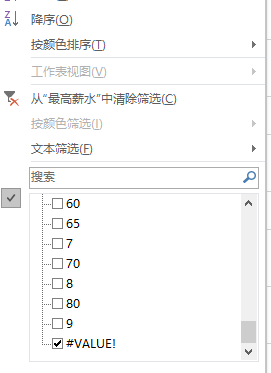 降序(O)
按颜色排序(T)
工作表视图(V)
从“最高薪水”中清除筛选(C)
按颜色筛选(I)
文本筛选(F)
搜索
60
65
7
70
8
80
9
#VALUE!